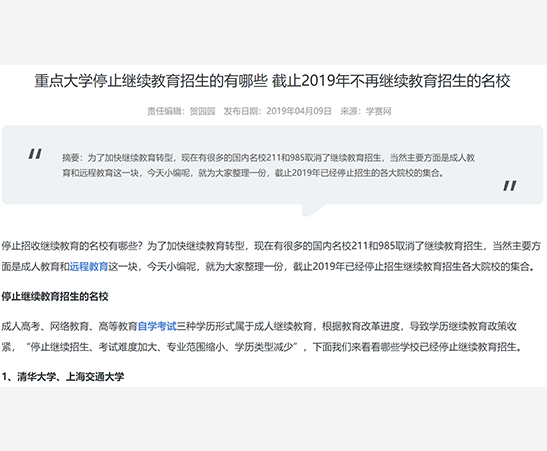 重点大学停止继续教育招生的有哪些 截止2019年不再继续教育招生的名校
责任编辑：贺园园 发布日期：2019年04月09日 来源：学赛网
“
摘要：为了加快继续教育转型，现在有很多的国内名校211和985取消了继续教育招生，当然主要方面是成人教
育和远程教育这一块，今天小编呢，就为大家整理一份，截止2019年已经停止招生的各大院校的集合。
”
停止招收继续教育的名校有哪些？为了加快继续教育转型，现在有很多的国内名校211和985取消了继续教育招生，当然主要方
面是成人教育和远程教育这一块，今天小编呢，就为大家整理一份，截止2019年已经停止招生继续教育招生各大院校的集合。
停止继续教育招生的名校
成人高考、网络教育、高等教育自学考试三种学历形式属于成人继续教育，根据教育改革进度，导致学历继续教育政策收
紧，“停止继续招生、考试难度加大、专业范围缩小、学历类型减少”，下面我们来看看哪些学校已经停止继续教育招生。
1、清华大学、上海交通大学